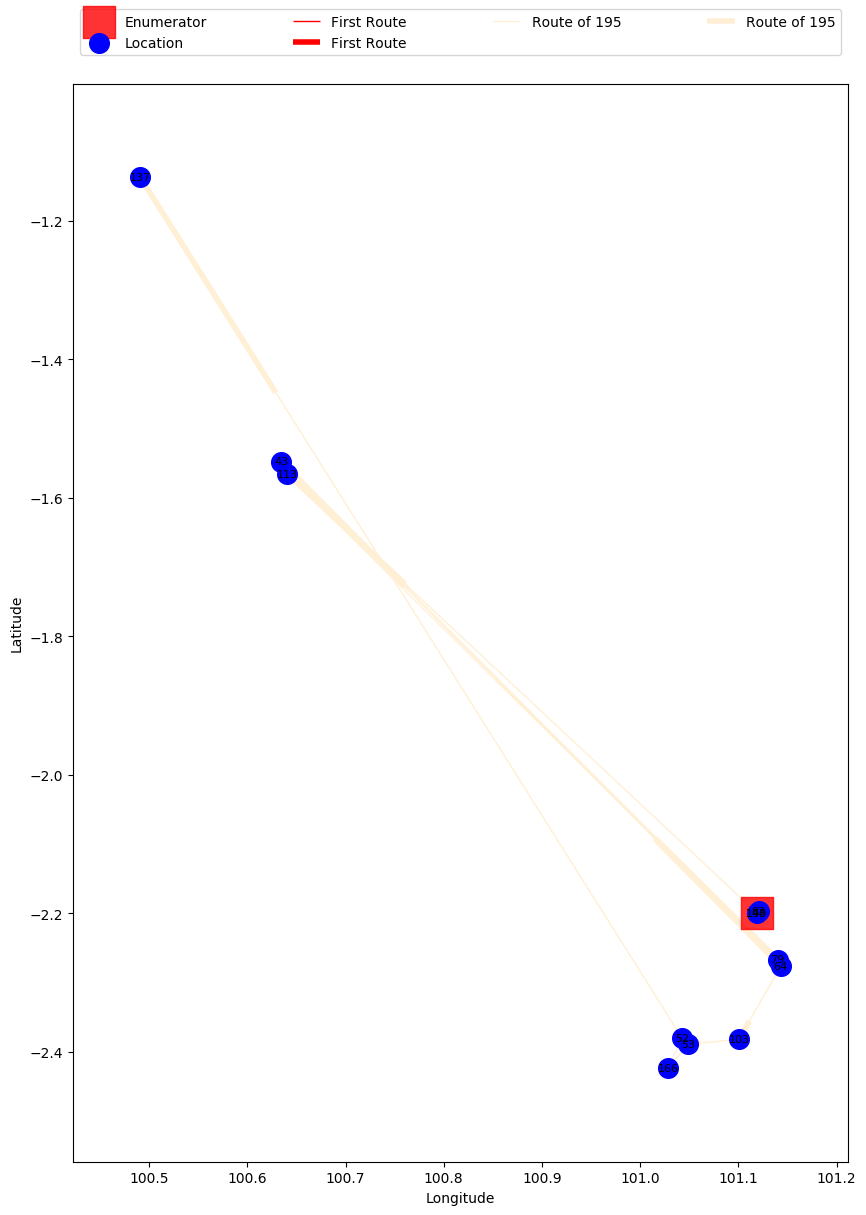 Enumerator First Route Route of 195 Route of 195
Location First Route
−1.2
−1.4
−1.6
−1.8
−2.0
−2.2
−2.4
Latitude
103
100.5 100.6 100.7 100.8 100.9 101.0 101.1 101.2
Longitude